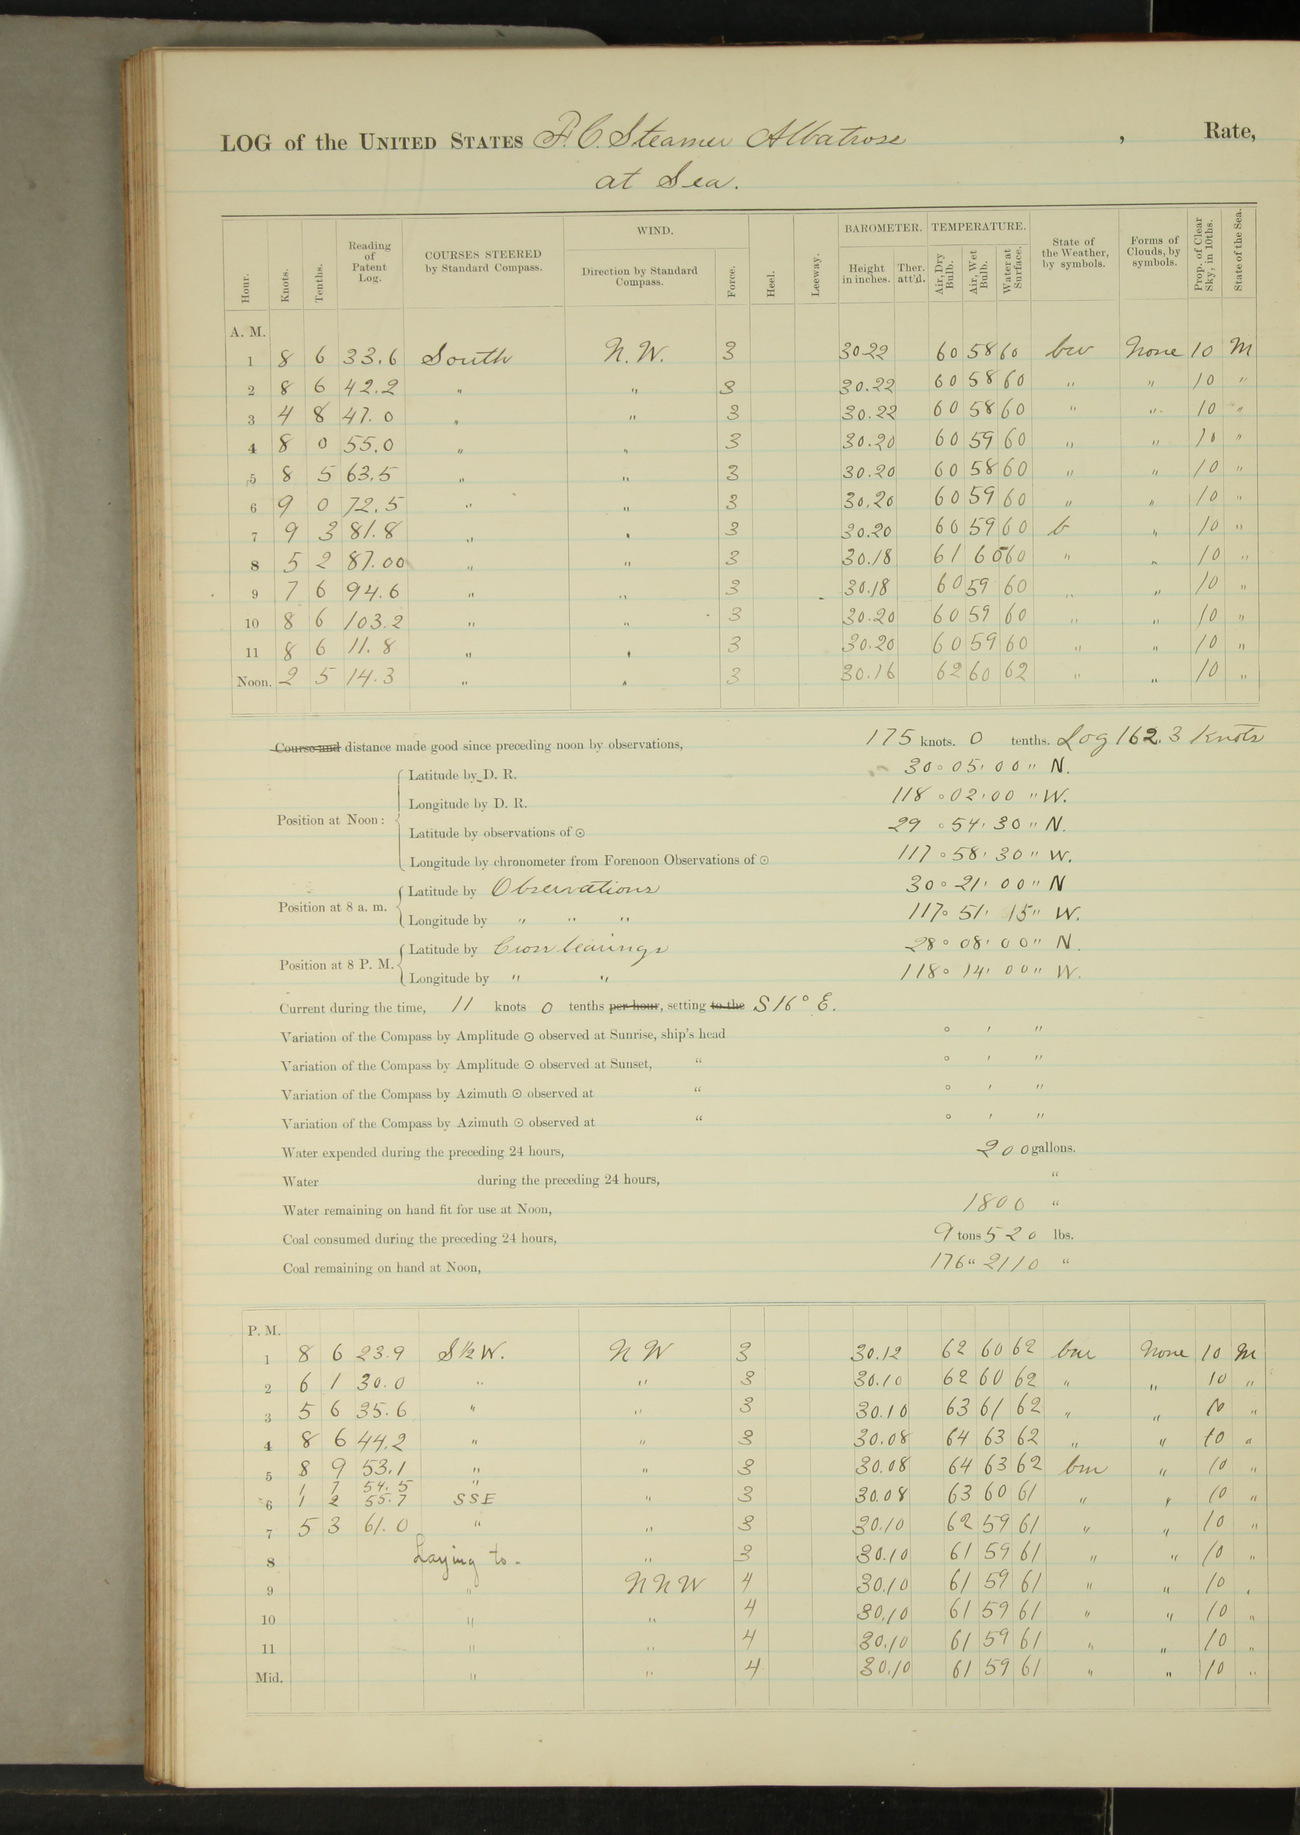 LOG of the UNITED STATES F. C. Steamer Albatross, Rate,
at Sea.
Hour. Knots. Tenths. Reading of Patent Log. COURSES STEERED by Standard Compass. WIND. Direction by Standard Compass. Force. Heel. Leeway. BAROMETER. Height in inches. Ther. att'd. TEMPERATURE. Air, Dry Bulb. Air, Wet Bulb. Water at Surface. State of the Weather, by symbols. Forms of Clouds, by symbols. Prop. of Clear Sky, in 10ths. State of the Sea.
A. M.
1 8 6 33.6 South N. W. 3 30.22 60 58 60 bw None 10 M
2 8 6 42.2 " " 3 30.22 60 58 60 " " 10 "
3 4 8 47.0 " " 3 30.22 60 58 60 " " 10 "
4 8 0 55.0 " " 3 30.20 60 59 60 " " 10 "
5 8 5 63.5 " " 3 30.20 60 58 60 " " 10 "
6 9 0 72.5 " " 3 30.20 60 59 60 " " 10 "
7 9 3 81.8 " " 3 30.20 60 59 60 b " 10 "
8 5 2 87.00 " " 3 30.18 61 60 60 " " 10 "
9 7 6 94.6 " " 3 30.18 60 59 60 " " 10 "
10 8 6 103.2 " " 3 30.20 60 59 60 " " 10 "
11 8 6 11.8 " " 3 30.20 60 59 60 " " 10 "
Noon. 2 5 14.3 " " 3 30.16 62 60 62 " " 10 "
Course and distance made good since preceding noon by observations, 175 knots. 0 tenths. Log 162.3 Knots
Position at Noon: Latitude by D. R. 30° 05' 00" N.
Longitude by D. R. 118° 02' 00" W.
Latitude by observations of ☉ 29° 54' 30" N.
Longitude by chronometer from Forenoon Observations of ☉ 117° 58' 30" W.
Position at 8 a. m. Latitude by Observations 30° 21' 00" N
Longitude by " " " 117° 51' 15" W.
Position at 8 P. M. Latitude by Cross bearings 28° 08' 00" N.
Longitude by " " 118° 14' 00" W.
Current during the time, 11 knots 0 tenths per hour, setting to the S 16° E.
Variation of the Compass by Amplitude ☉ observed at Sunrise, ship's head ° ' "
Variation of the Compass by Amplitude ☉ observed at Sunset, " ° ' "
Variation of the Compass by Azimuth ☉ observed at " ° ' "
Variation of the Compass by Azimuth ☉ observed at " ° ' "
Water expended during the preceding 24 hours, 200 gallons.
Water during the preceding 24 hours, "
Water remaining on hand fit for use at Noon, 1800 "
Coal consumed during the preceding 24 hours, 9 tons 520 lbs.
Coal remaining on hand at Noon, 176 " 2110 "
P. M.
1 8 6 23.9 S½W. N W 3 30.12 62 60 62 bm None 10 M
2 6 1 30.0 " " 3 30.10 62 60 62 " " 10 "
3 5 6 35.6 " " 3 30.10 63 61 62 " " 10 "
4 8 6 44.2 " " 3 30.08 64 63 62 " " 10 "
5 8 9 53.1 " " 3 30.08 64 63 62 bm " 10 "
1 7 54.5 "
6 1 2 55.7 SSE " 3 30.08 63 60 61 " " 10 "
7 5 3 61.0 " " 3 30.10 62 59 61 " " 10 "
8 Laying to - " 3 30.10 61 59 61 " " 10 "
9 " N N W 4 30.10 61 59 61 " " 10 "
10 " " 4 30.10 61 59 61 " " 10 "
11 " " 4 30.10 61 59 61 " " 10 "
Mid. " " 4 30.10 61 59 61 " " 10 "